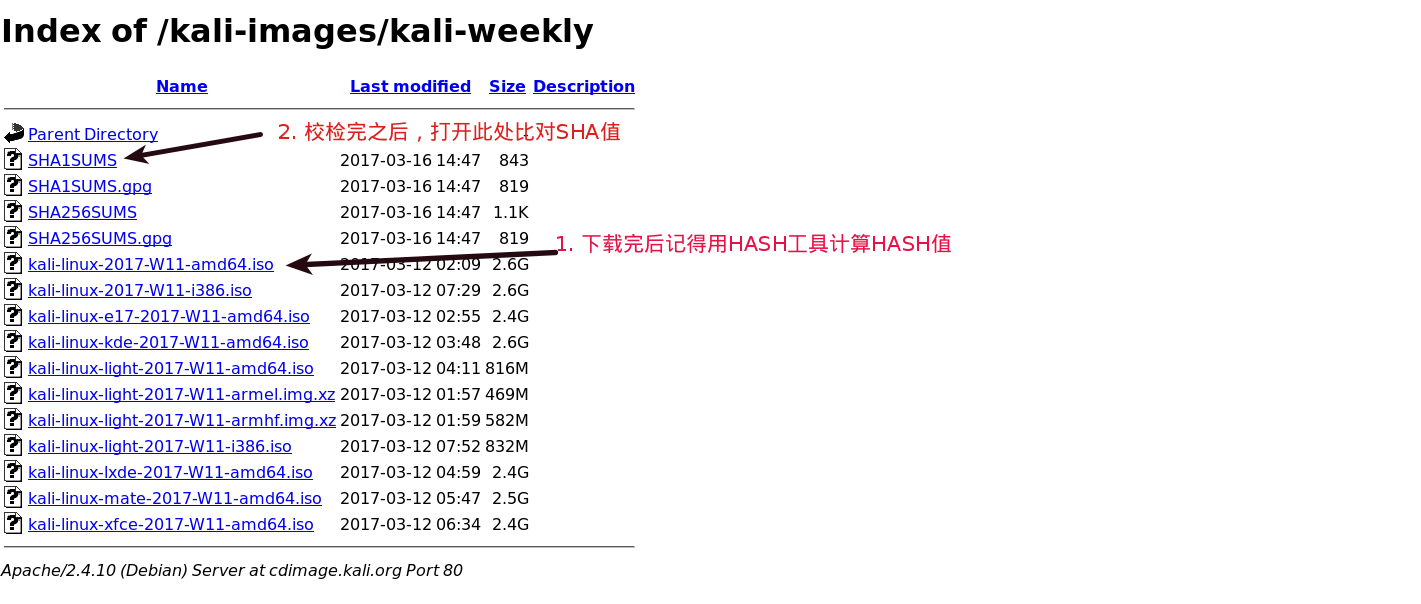 Index of /kali-images/kali-weekly
Name Last modified Size Description
Parent Directory -
2. 校检完之后，打开此处比对SHA值
SHA1SUMS 2017-03-16 14:47 843
SHA1SUMS.gpg 2017-03-16 14:47 819
SHA256SUMS 2017-03-16 14:47 1.1K
SHA256SUMS.gpg 2017-03-16 14:47 819
1. 下载完后记得用HASH工具计算HASH值
kali-linux-2017-W11-amd64.iso 2017-03-12 02:09 2.6G
kali-linux-2017-W11-i386.iso 2017-03-12 07:29 2.6G
kali-linux-e17-2017-W11-amd64.iso 2017-03-12 02:55 2.4G
kali-linux-kde-2017-W11-amd64.iso 2017-03-12 03:48 2.6G
kali-linux-light-2017-W11-amd64.iso 2017-03-12 04:11 816M
kali-linux-light-2017-W11-armel.img.xz 2017-03-12 01:57 469M
kali-linux-light-2017-W11-armhf.img.xz 2017-03-12 01:59 582M
kali-linux-light-2017-W11-i386.iso 2017-03-12 07:52 832M
kali-linux-lxde-2017-W11-amd64.iso 2017-03-12 04:59 2.4G
kali-linux-mate-2017-W11-amd64.iso 2017-03-12 05:47 2.5G
kali-linux-xfce-2017-W11-amd64.iso 2017-03-12 06:34 2.4G
Apache/2.4.10 (Debian) Server at cdimage.kali.org Port 80